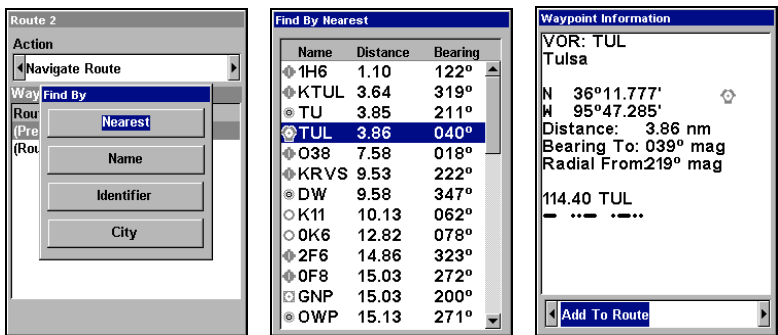 Route 2
Action
Navigate Route
Way
Find By
Rou
(Pre
(Rou
Nearest
Name
Identifier
City
Find By Nearest
Name Distance Bearing
1H6 1.10 122º
KTUL 3.64 319º
TU 3.85 211º
TUL 3.86 040º
O38 7.58 018º
KRVS 9.53 222º
DW 9.58 347º
K11 10.13 062º
0K6 12.82 078º
2F6 14.86 323º
0F8 15.03 272º
GNP 15.03 200º
OWP 15.13 271º
Waypoint Information
VOR: TUL
Tulsa
N 36º11.777'
W 95º47.285'
Distance: 3.86 nm
Bearing To: 039º mag
Radial From:219º mag
114.40 TUL
Add To Route